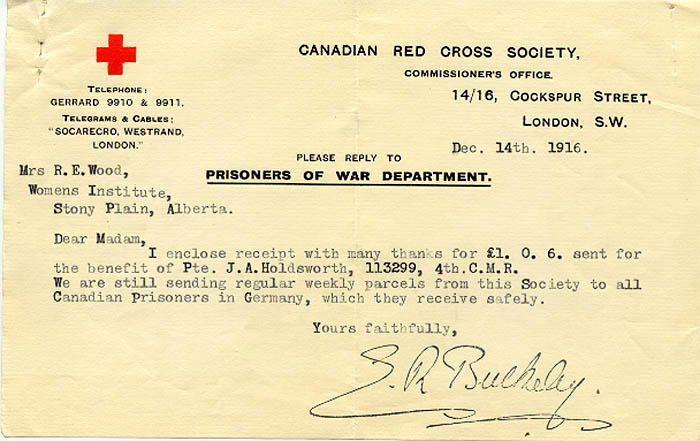 CANADIAN RED CROSS SOCIETY,
COMMISSIONER'S OFFICE.
14/16, COCKSPUR STREET,
LONDON, S.W.
TELEPHONE:
GERRARD 9910 & 9911.
TELEGRAMS & CABLES:
"SOCARECRO, WESTRAND,
LONDON."
Dec. 14th. 1916.
PLEASE REPLY TO
PRISONERS OF WAR DEPARTMENT.
Mrs R.E.Wood,
Womens Institute,
Stony Plain, Alberta.
Dear Madam,
I enclose receipt with many thanks for £1. 0. 6. sent for
the benefit of Pte. J.A.Holdsworth, 113299, 4th.C.M.R.
We are still sending regular weekly parcels from this Society to all
Canadian Prisoners in Germany, which they receive safely.
Yours faithfully,
E. R. Bulkeley.